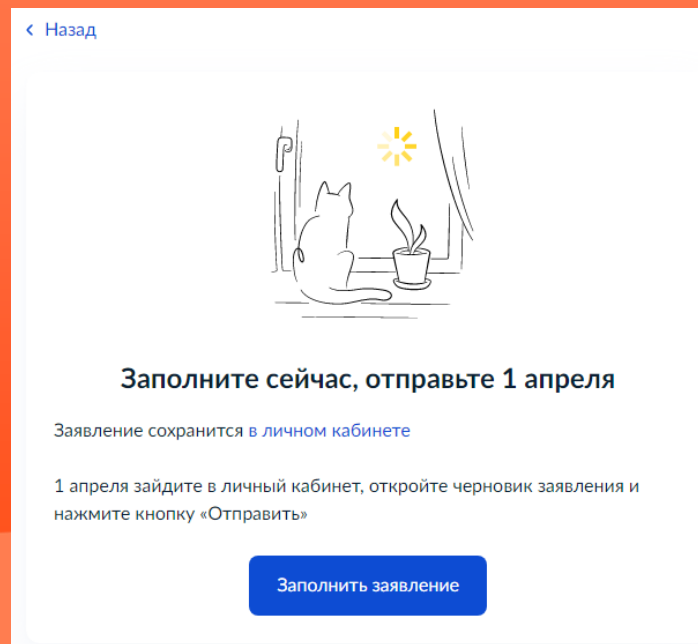 Назад
Заполните сейчас, отправьте 1 апреля
Заявление сохранится в личном кабинете
1 апреля зайдите в личный кабинет, откройте черновик заявления и
нажмите кнопку «Отправить»
Заполнить заявление